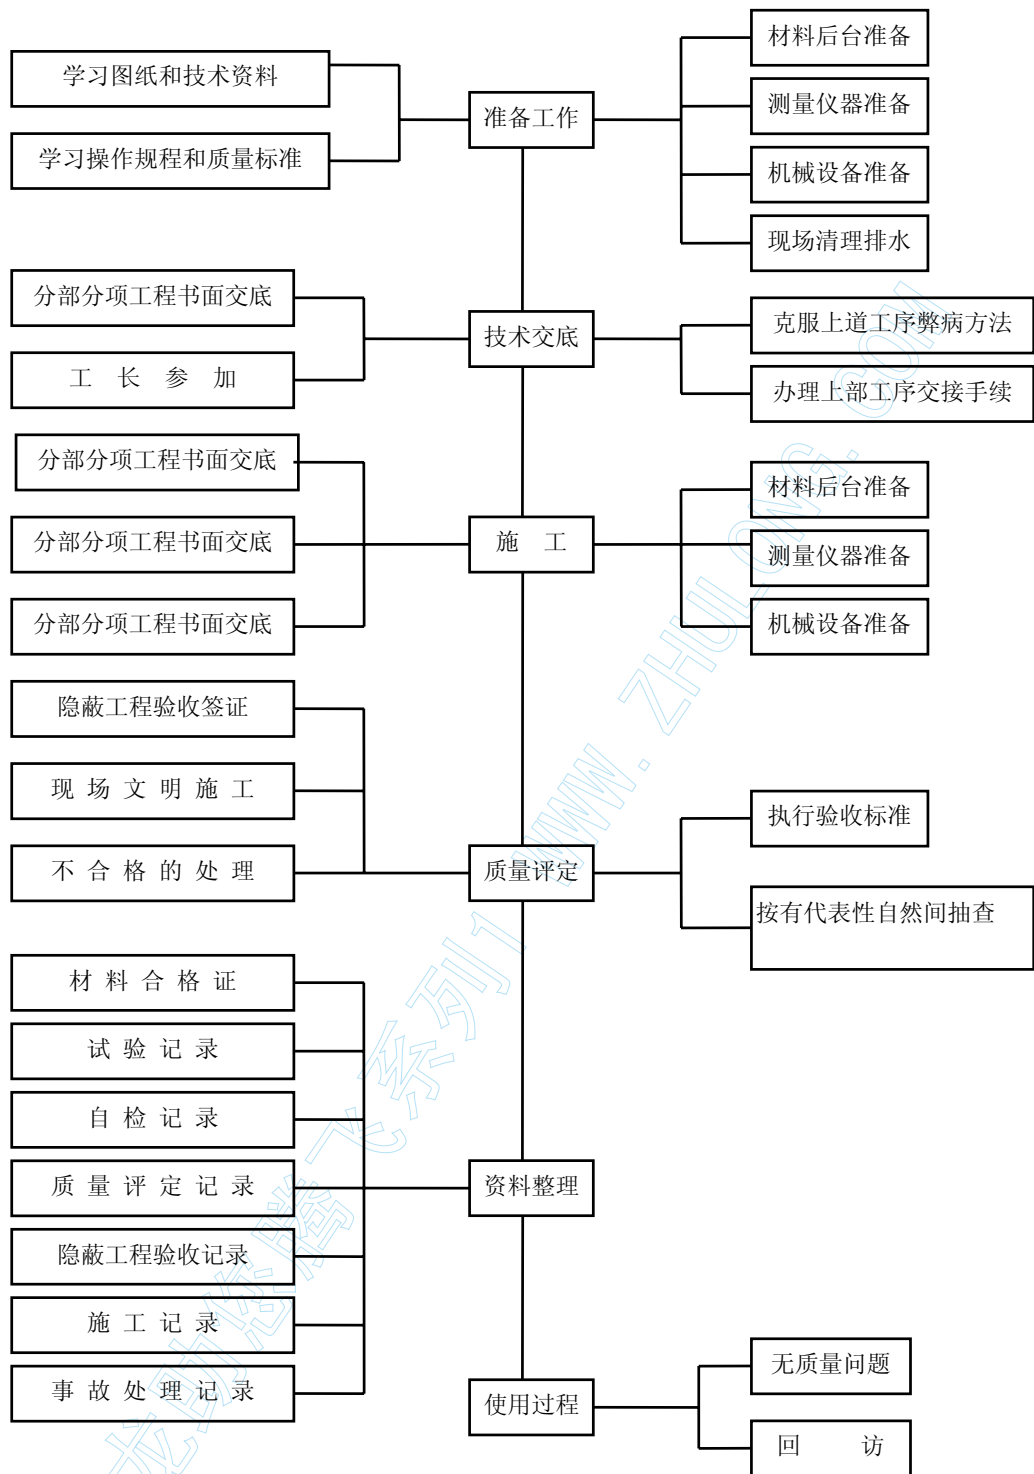 材料后台准备
学习图纸和技术资料
测量仪器准备
准备工作
学习操作规程和质量标准
机械设备准备
现场清理排水
分部分项工程书面交底
克服上道工序弊病方法
技术交底
工 长 参 加
办理上部工序交接手续
分部分项工程书面交底
材料后台准备
分部分项工程书面交底
施 工
测量仪器准备
分部分项工程书面交底
机械设备准备
隐蔽工程验收签证
现 场 文 明 施 工
执行验收标准
不 合 格 的 处 理
质量评定
按有代表性自然间抽查
材 料 合 格 证
试 验 记 录
自 检 记 录
质 量 评 定 记 录
资料整理
隐蔽工程验收记录
施 工 记 录
事 故 处 理 记 录
无质量问题
使用过程
回 访
龙助您腾飞系列1 WWW. ZHULONG. COM